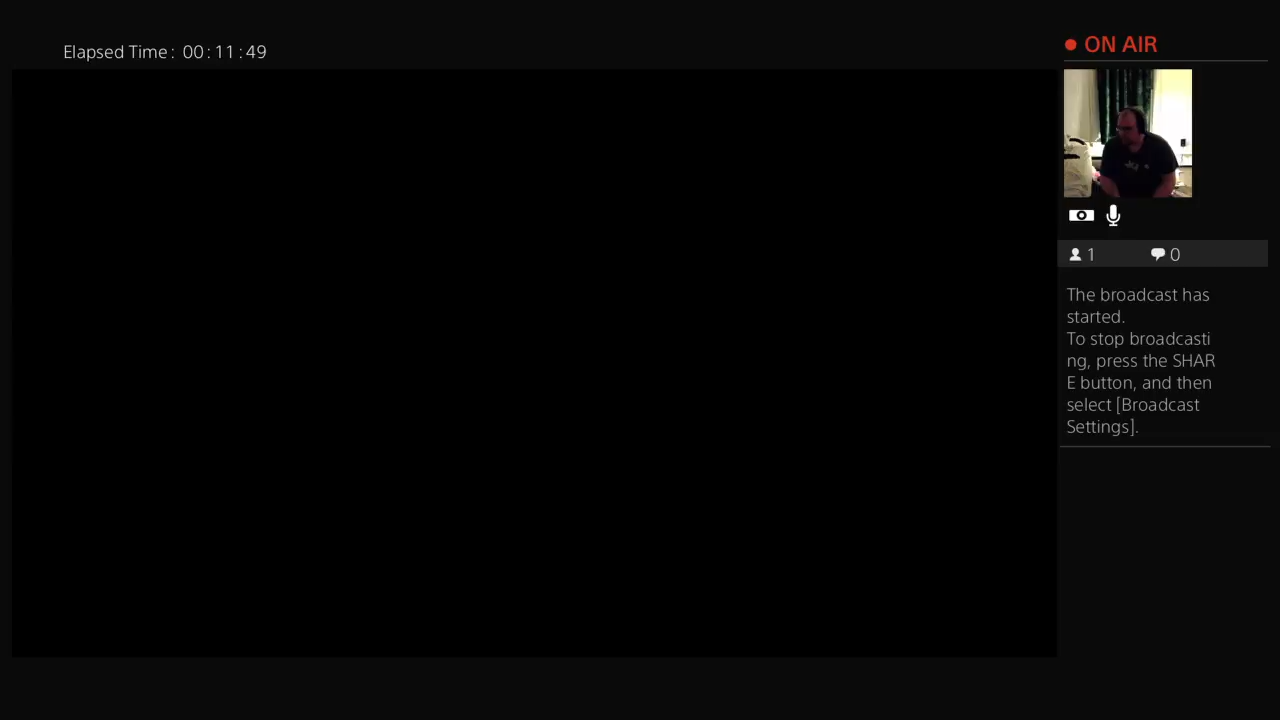 Elapsed Time: 00:11:49
ON AIR
1 0
The broadcast has
started.
To stop broadcasti
ng, press the SHAR
E button, and then
select [Broadcast
Settings].